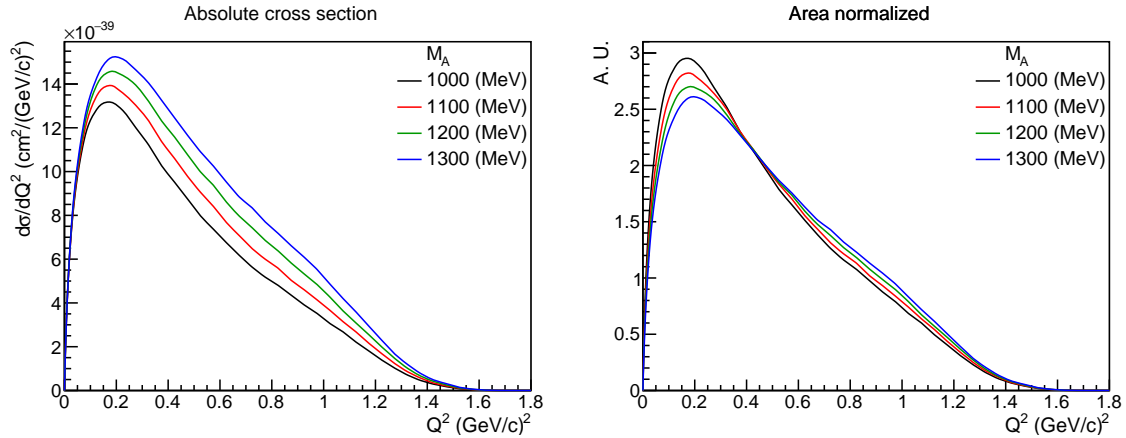 Absolute cross section
×10⁻³⁹
dσ/dQ² (cm²/(GeV/c)²)
14
12
10
8
6
4
2
0
0 0.2 0.4 0.6 0.8 1 1.2 1.4 1.6 1.8
Q² (GeV/c)²
M_A
1000 (MeV)
1100 (MeV)
1200 (MeV)
1300 (MeV)
Area normalized
A. U.
3
2.5
2
1.5
1
0.5
0
0 0.2 0.4 0.6 0.8 1 1.2 1.4 1.6 1.8
Q² (GeV/c)²
M_A
1000 (MeV)
1100 (MeV)
1200 (MeV)
1300 (MeV)